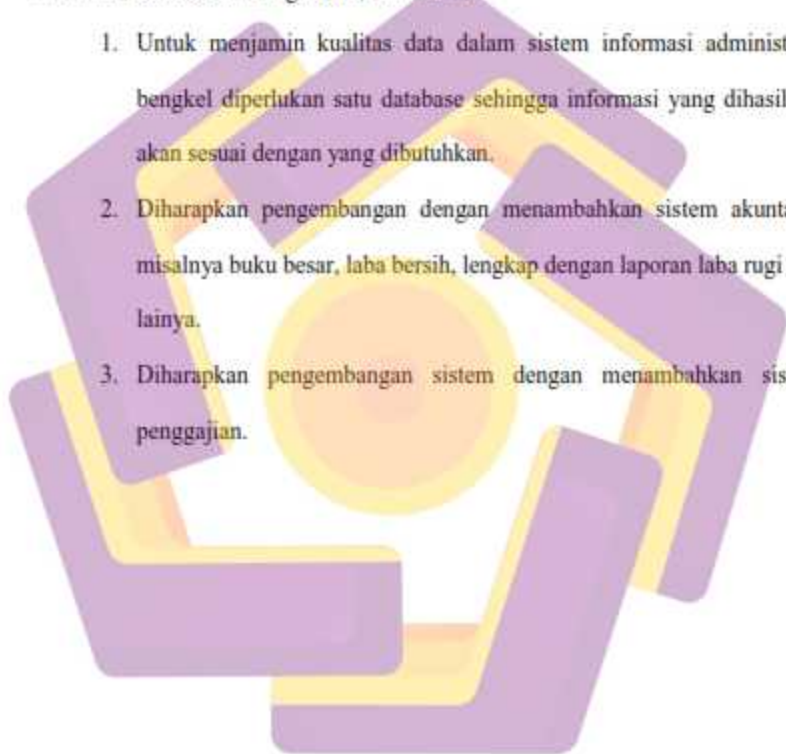 1. Untuk menjamin kualitas data dalam sistem informasi administ
bengkel diperlukan satu database sehingga informasi yang dihasil
akan sesuai dengan yang dibutuhkan.
2. Diharapkan pengembangan dengan menambahkan sistem akunta
misalnya buku besar, laba bersih, lengkap dengan laporan laba rugi
lainya.
3. Diharapkan pengembangan sistem dengan menambahkan sis
penggajian.